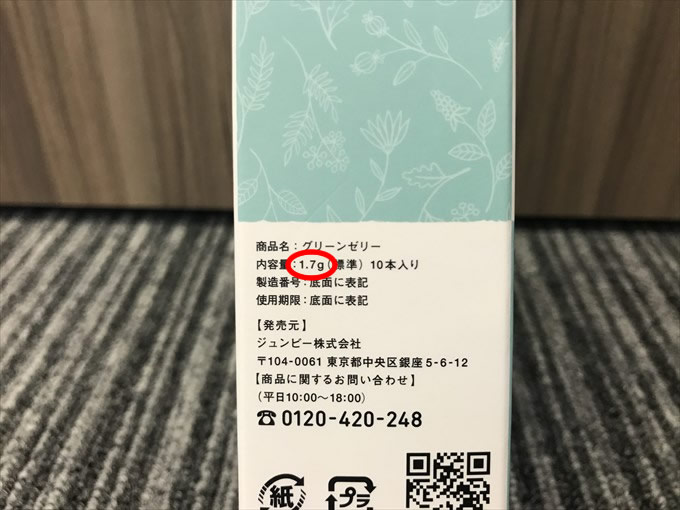 商品名：グリーンゼリー
内容量：1.7g（標準） 10本入り
製造番号：底面に表記
使用期限：底面に表記
【発売元】
ジュンビー株式会社
〒104-0061 東京都中央区銀座5-6-12
【商品に関するお問い合わせ】
（平日10:00〜18:00）
☎0120-420-248
紙
プラ